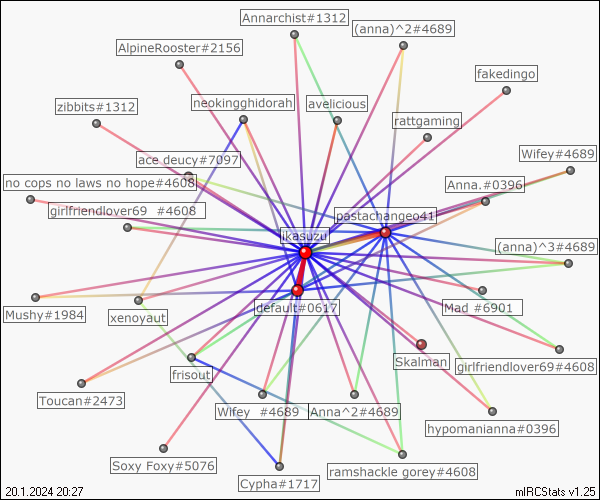 Annarchist#1312
(anna)^2#4689
AlpineRooster#2156
fakedingo
zibbits#1312
neokingghidorah
avelicious
rattgaming
ace deucy#7097
Wifey#4689
no cops no laws no hope#4608
Anna.#0396
girlfriendlover69 #4608
pastachangeo41
ikasuzu
(anna)^3#4689
default#0617
Mad #6901
Mushy#1984
xenoyaut
Skalman
girlfriendlover69#4608
frisout
Toucan#2473
Wifey #4689
Anna^2#4689
hypomanianna#0396
Soxy Foxy#5076
Cypha#1717
ramshackle gorey#4608
20.1.2024 20:27
mIRCStats v1.25